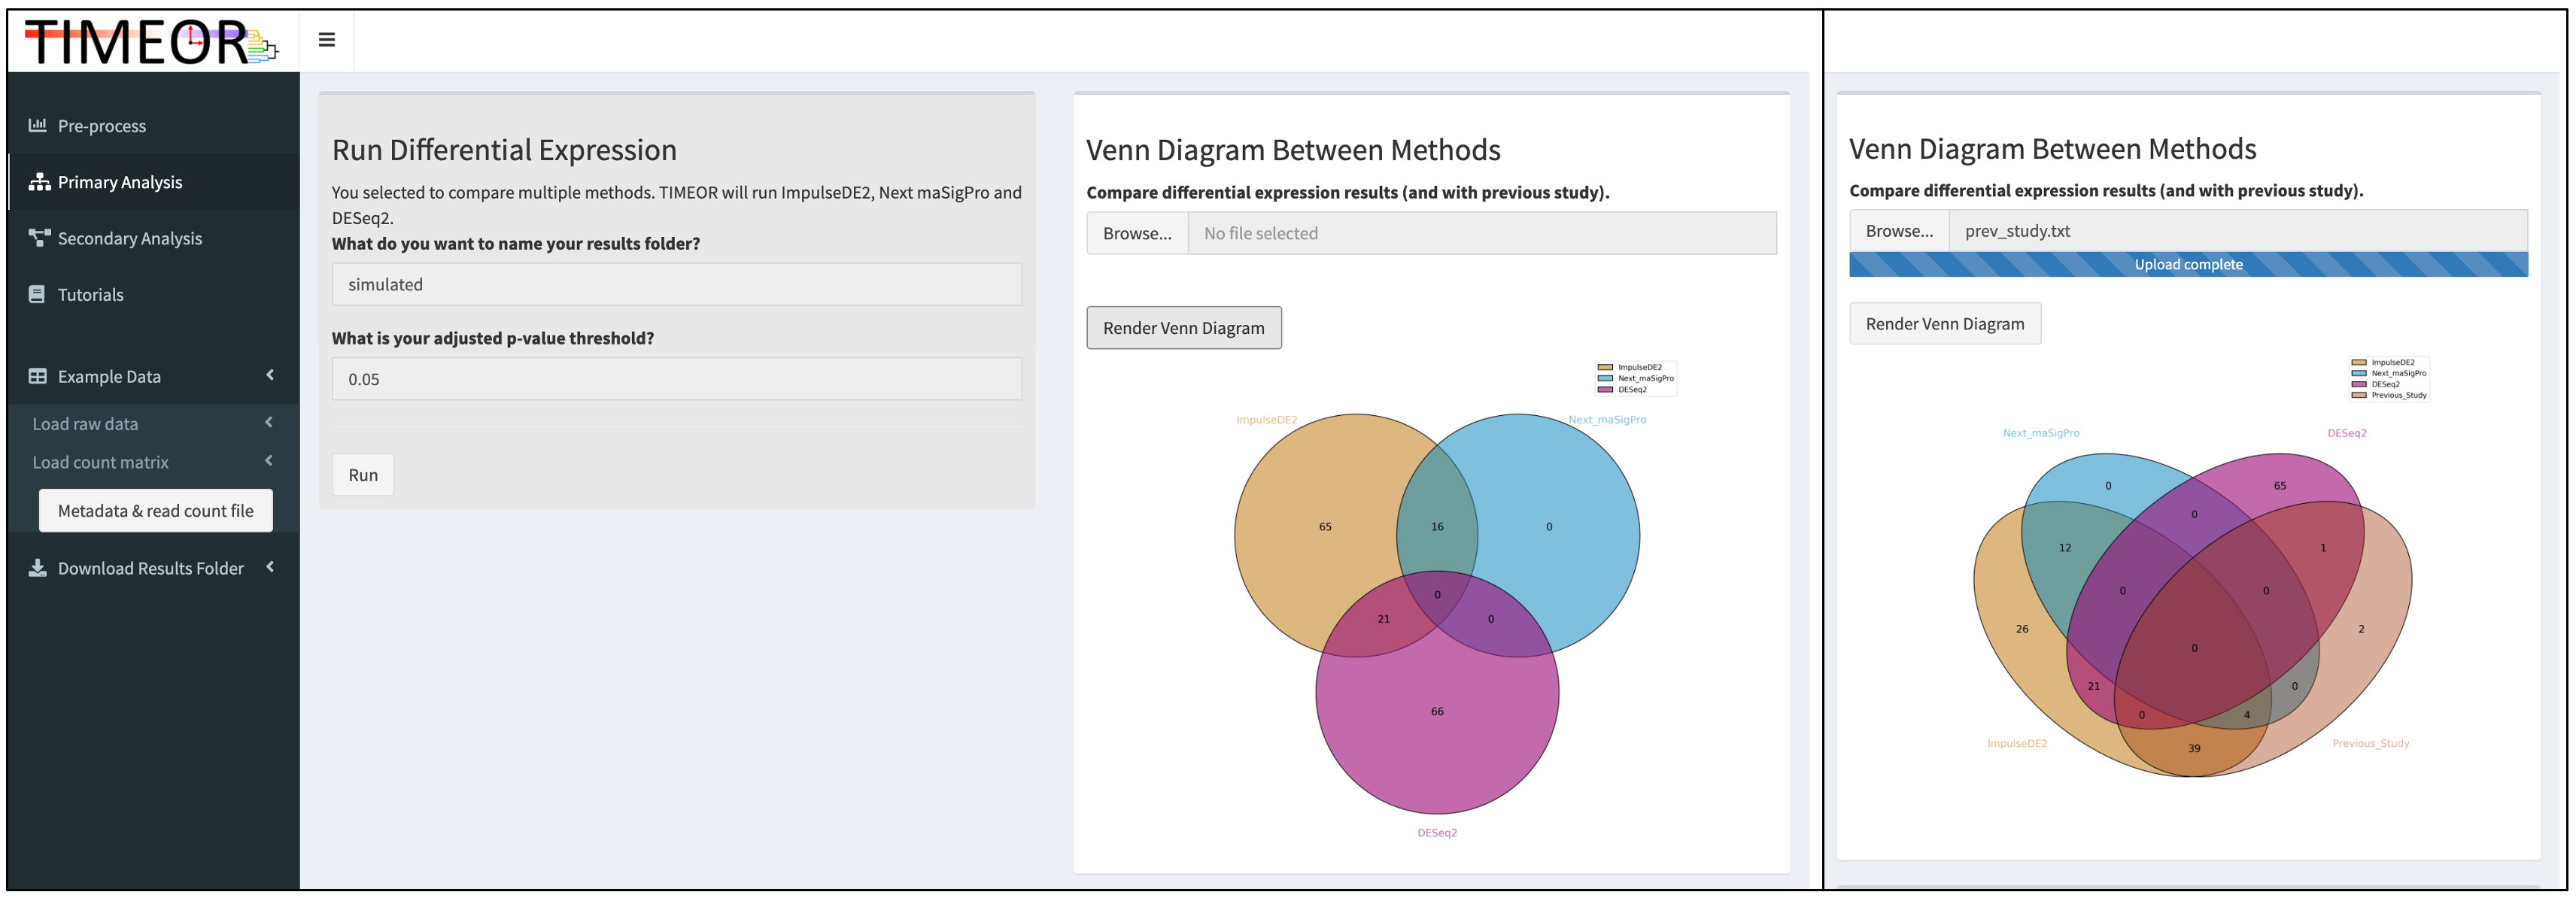 TIMEOR
Pre-process
Primary Analysis
Secondary Analysis
Tutorials
Example Data
Load raw data
Load count matrix
Metadata & read count file
Download Results Folder
Run Differential Expression
You selected to compare multiple methods. TIMEOR will run ImpulseDE2, Next maSigPro and
DESeq2.
What do you want to name your results folder?
simulated
What is your adjusted p-value threshold?
0.05
Run
Venn Diagram Between Methods
Compare differential expression results (and with previous study).
Browse... No file selected
Render Venn Diagram
ImpulseDE2
Next_maSigPro
DESeq2
ImpulseDE2 Next_maSigPro
65 16 0
0
21 0
66
DESeq2
Venn Diagram Between Methods
Compare differential expression results (and with previous study).
Browse... prev_study.txt
Upload complete
Render Venn Diagram
ImpulseDE2
Next_maSigPro
DESeq2
Previous_Study
Next_maSigPro DESeq2
0 65
0
12 1
0 0
26 2
0
21 0
0 4
ImpulseDE2 39 Previous_Study